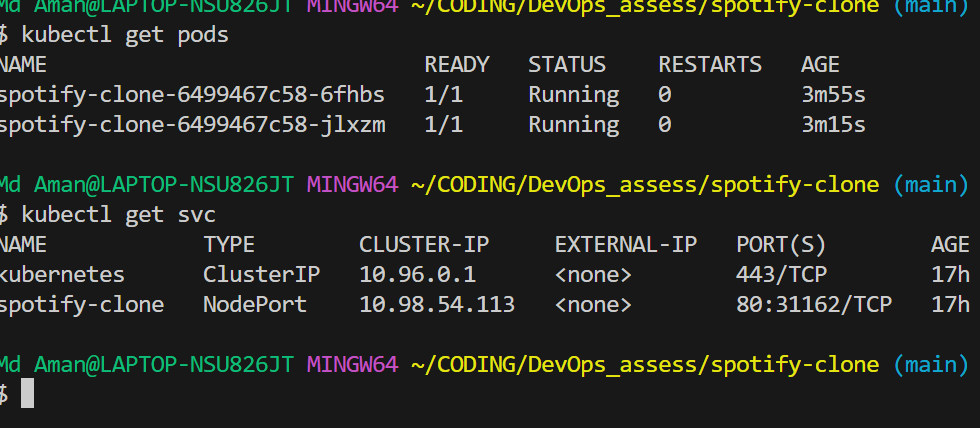 Md Aman@LAPTOP-NSU826JT MINGW64 ~/CODING/DevOps_assess/spotify-clone (main)
$ kubectl get pods
NAME READY STATUS RESTARTS AGE
spotify-clone-6499467c58-6fhbs 1/1 Running 0 3m55s
spotify-clone-6499467c58-jlxzm 1/1 Running 0 3m15s
Md Aman@LAPTOP-NSU826JT MINGW64 ~/CODING/DevOps_assess/spotify-clone (main)
$ kubectl get svc
NAME TYPE CLUSTER-IP EXTERNAL-IP PORT(S) AGE
kubernetes ClusterIP 10.96.0.1 <none> 443/TCP 17h
spotify-clone NodePort 10.98.54.113 <none> 80:31162/TCP 17h
Md Aman@LAPTOP-NSU826JT MINGW64 ~/CODING/DevOps_assess/spotify-clone (main)
$